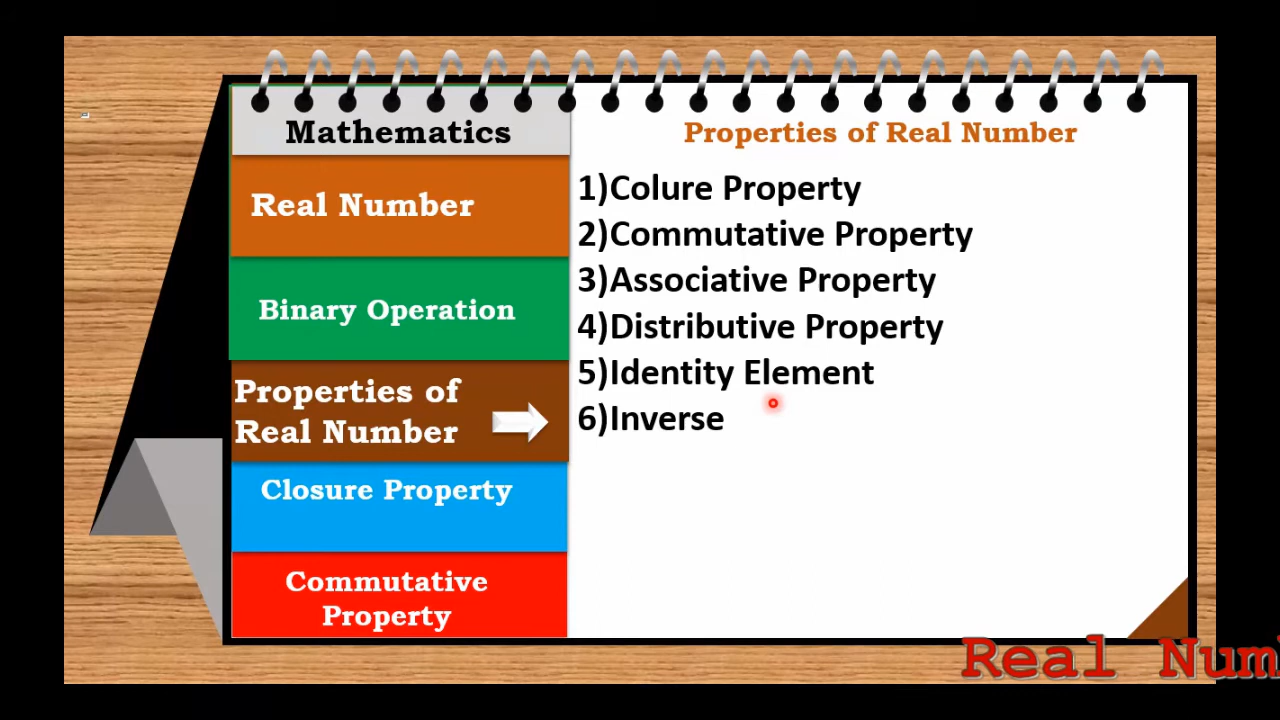 Mathematics
Real Number
Binary Operation
Properties of
Real Number
Closure Property
Commutative
Property
Properties of Real Number
1)Colure Property
2)Commutative Property
3)Associative Property
4)Distributive Property
5)Identity Element
6)Inverse
Real Num